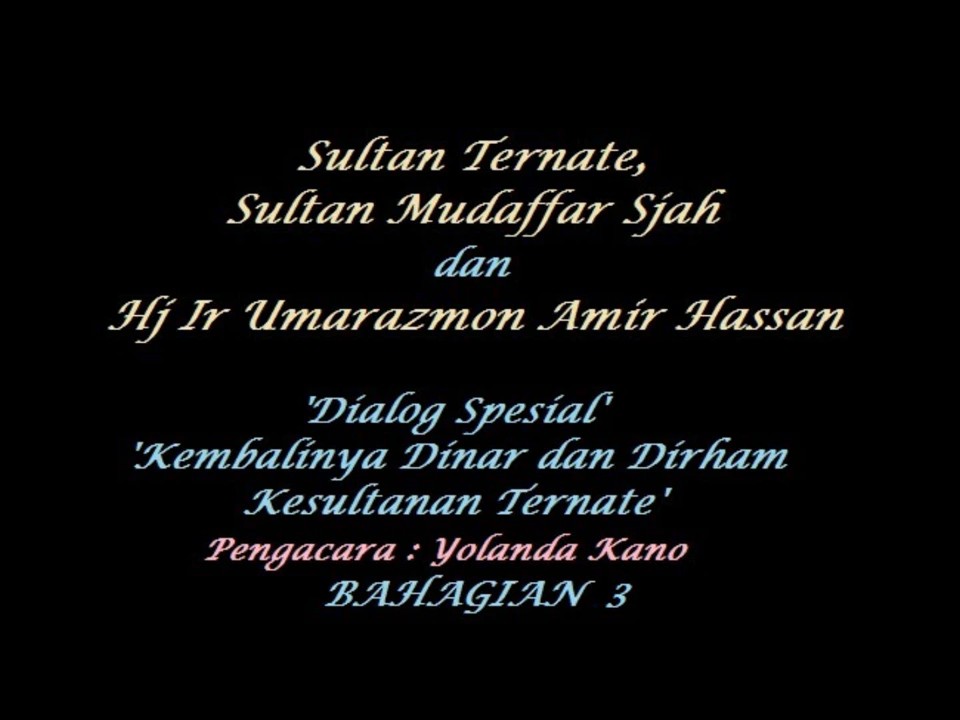 Sultan Ternate,
Sultan Mudaffar Sjah
dan
Hj Ir Umarazmon Amir Hassan
'Dialog Spesial'
'Kembalinya Dinar dan Dirham
Kesultanan Ternate'
Pengacara : Yolanda Kano
BAHAGIAN 3